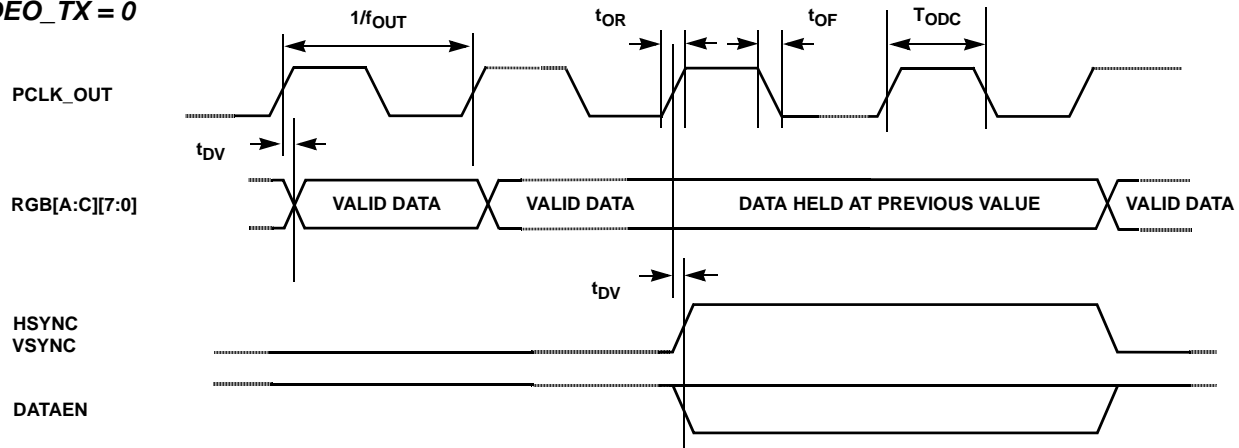 DEO_TX = 0
1/fOUT
tOR
tOF
TODC
PCLK_OUT
tDV
RGB[A:C][7:0]
VALID DATA
VALID DATA
DATA HELD AT PREVIOUS VALUE
VALID DATA
tDV
HSYNC
VSYNC
DATAEN